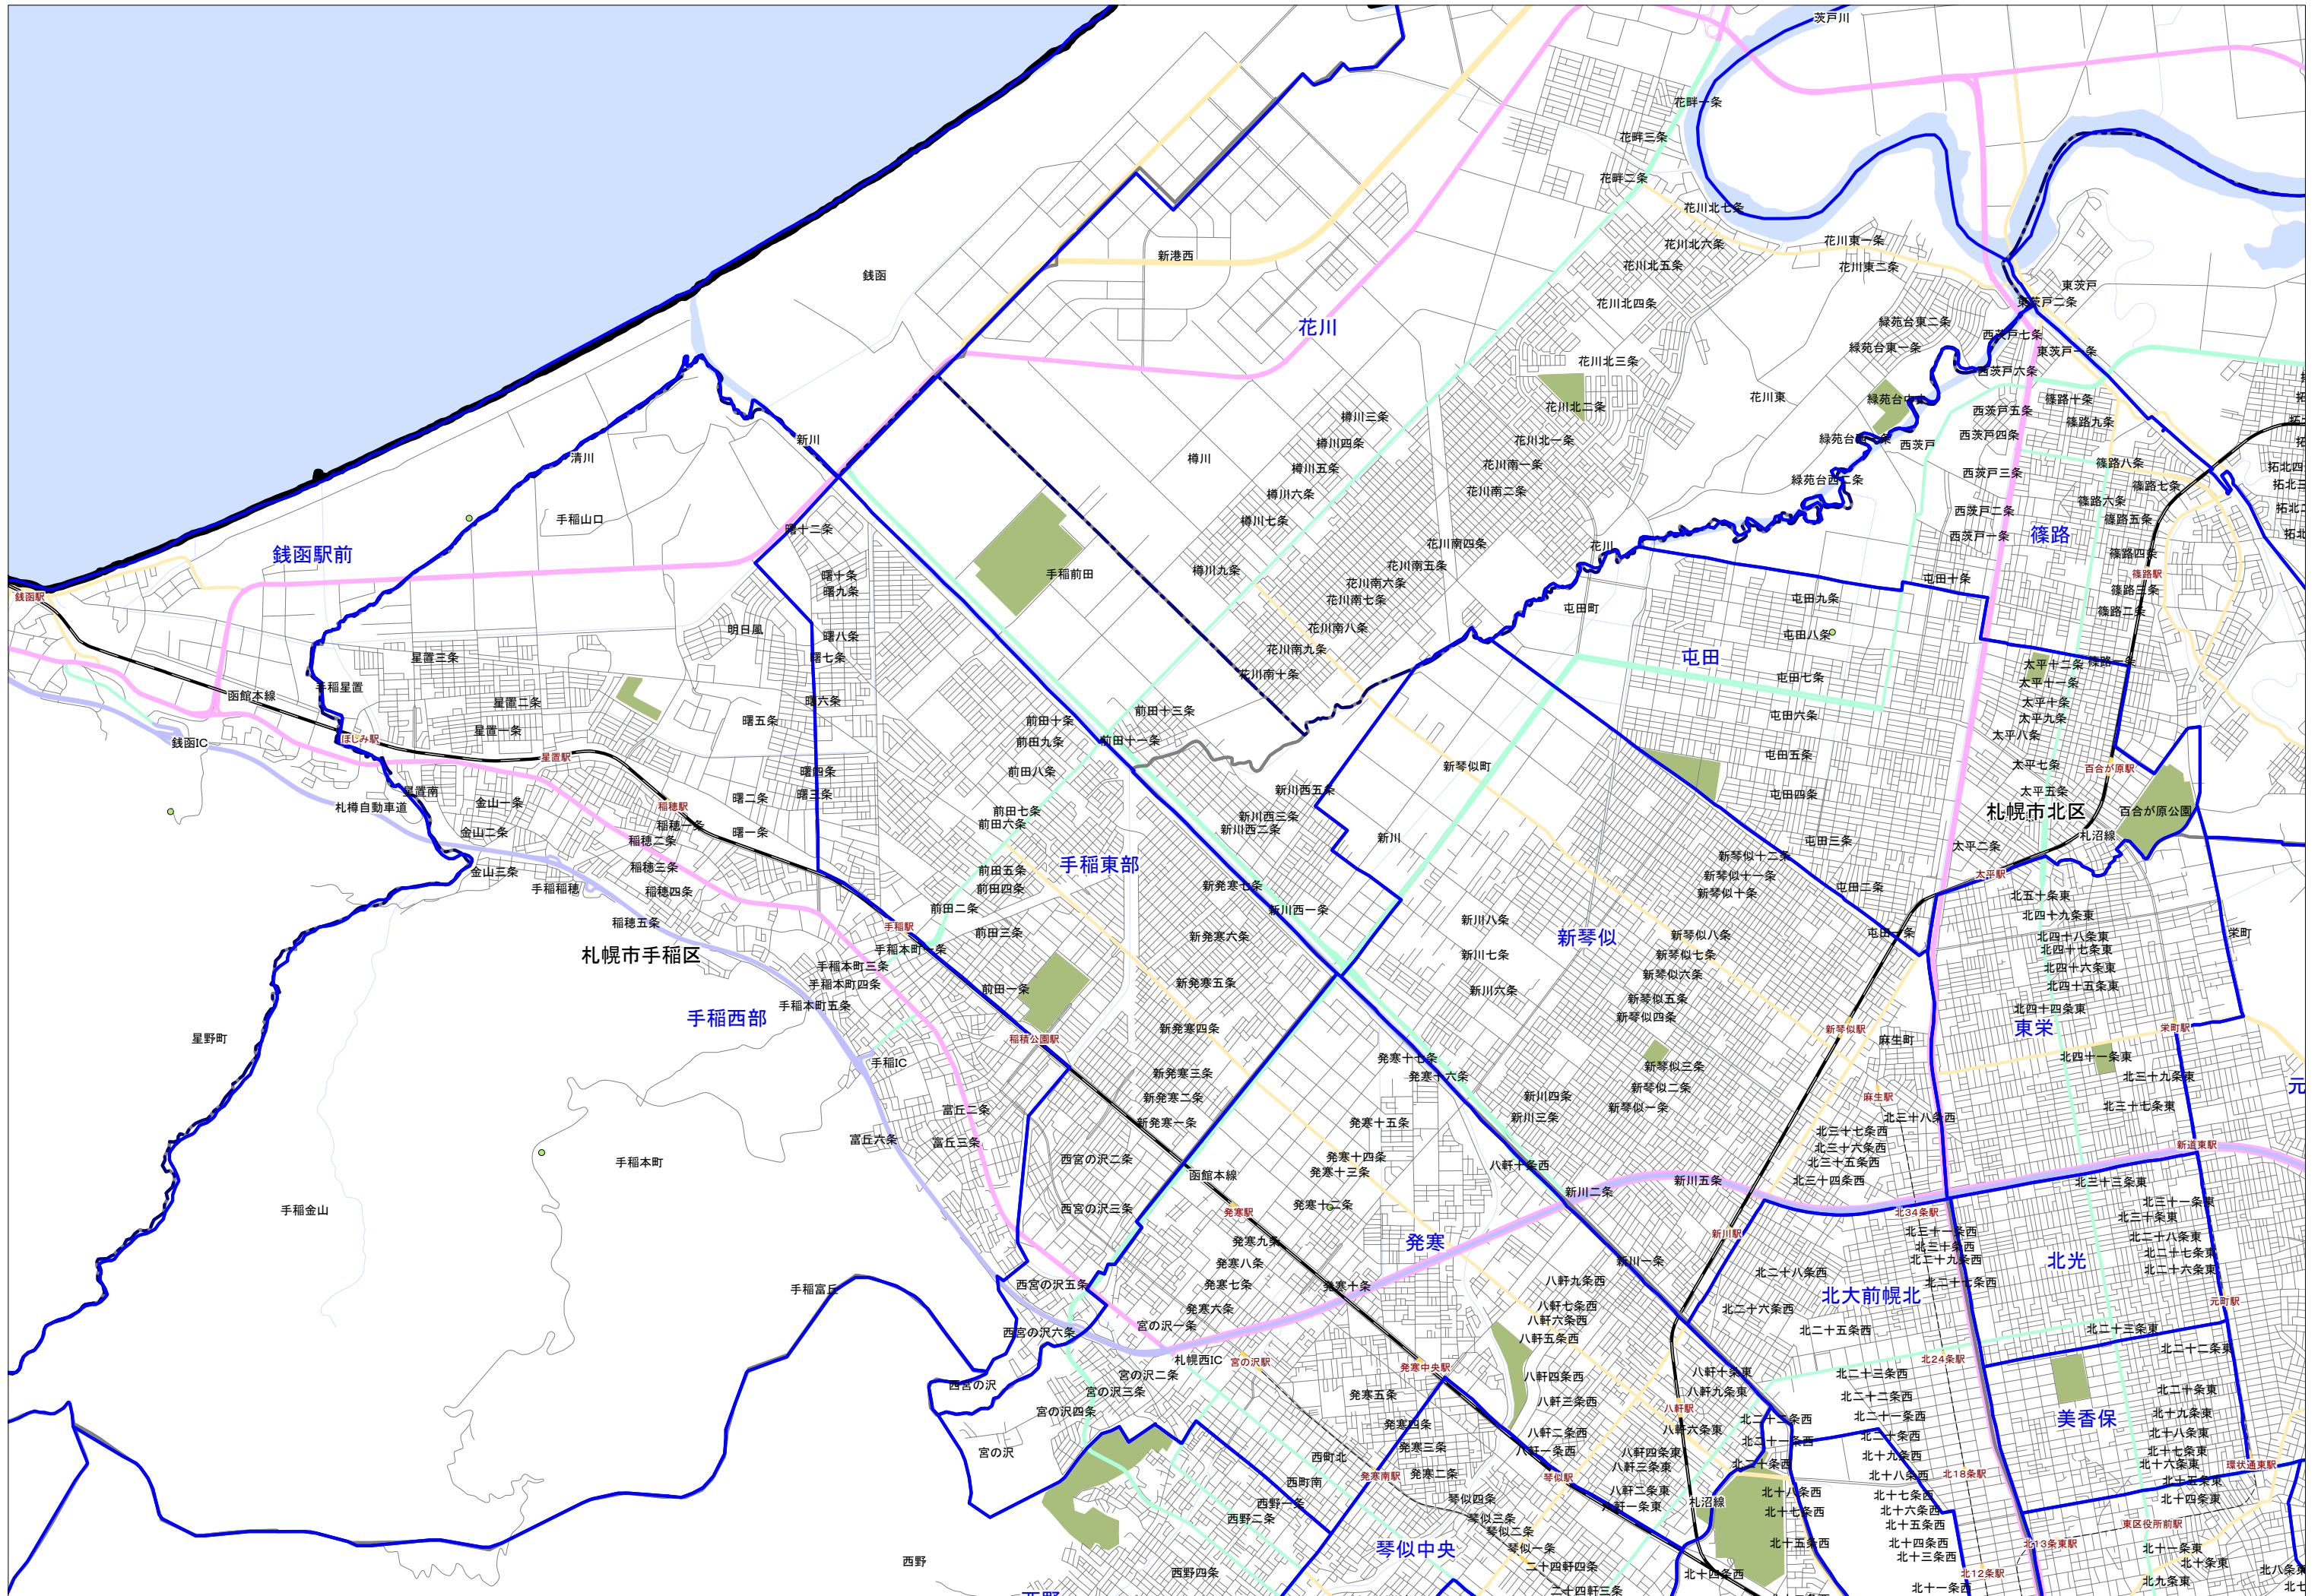 茨戸川
花畔一条
花畔三条
花畔二条
花川北七条
花川東一条
花川北六条
新港西
花川北五条
花川東二条
銭函
東茨戸
東茨戸二条
花川北四条
緑苑台東二条
花川
西茨戸七条
緑苑台東一条
東茨戸一条
花川北三条
西茨戸六条
花川東
緑苑台中央
篠路十条
花川北二条
西茨戸五条
樽川三条
篠路九条
新川
花川北一条
樽川四条
緑苑台西一条
西茨戸
西茨戸四条
清川
樽川
花川南一条
樽川五条
篠路八条
西茨戸三条
緑苑台西二条
篠路七条
花川南二条
樽川六条
篠路六条
手稲山口
樽川七条
西茨戸二条
篠路五条
曙十二条
篠路
西茨戸一条
花川南四条
花川
銭函駅前
篠路四条
花川南五条
樽川九条
手稲前田
曙十条
篠路駅
屯田十条
花川南六条
曙九条
篠路三条
銭函駅
花川南七条
屯田九条
屯田町
篠路二条
明日風
曙八条
花川南八条
屯田八条
花川南九条
屯田
星置三条
曙七条
太平十二条
篠路一条
花川南十条
屯田七条
手稲星置
函館本線
太平十一条
星置二条
曙六条
太平十条
前田十三条
屯田六条
曙五条
前田十条
太平九条
星置一条
太平八条
銭函IC
ほしみ駅
前田九条
前田十一条
星置駅
屯田五条
新琴似町
太平七条
百合が原駅
曙四条
前田八条
星置南
新川西五条
太平五条
曙三条
曙二条
屯田四条
金山一条
札樽自動車道
稲穂駅
前田七条
新川西三条
札幌市北区
百合が原公園
稲穂一条
前田六条
新川西二条
金山二条
曙一条
新川
札沼線
稲穂二条
屯田三条
太平二条
手稲東部
新琴似十二条
稲穂三条
金山三条
前田五条
新琴似十一条
太平駅
手稲稲穂
稲穂四条
前田四条
新発寒七条
新琴似十条
屯田二条
北五十条東
前田二条
新川西一条
稲穂五条
新川八条
北四十九条東
手稲駅
前田三条
新発寒六条
新琴似
新琴似八条
屯田一条
北四十八条東
栄町
札幌市手稲区
手稲本町一条
新川七条
新琴似七条
北四十七条東
手稲本町三条
新琴似六条
北四十六条東
手稲本町四条
前田一条
新発寒五条
新川六条
北四十五条東
手稲本町五条
新琴似五条
北四十四条東
手稲西部
新琴似四条
新発寒四条
新琴似駅
東栄
栄町駅
星野町
稲積公園駅
麻生町
手稲IC
発寒十七条
北四十一条東
新琴似三条
新発寒三条
発寒十六条
北三十九条東
新琴似二条
新発寒二条
新川四条
麻生駅
富丘二条
新琴似一条
北三十七条東
新発寒一条
発寒十五条
新川三条
北三十八条西
富丘六条
富丘三条
北三十七条西
新道東駅
北三十六条西
手稲本町
西宮の沢二条
発寒十四条
八軒十条西
北三十五条西
函館本線
発寒十三条
北三十四条西
新川五条
北三十三条東
新川二条
手稲金山
西宮の沢三条
発寒駅
発寒十二条
北34条駅
北三十一条東
北三十条東
新川駅
北三十一条西
発寒九条
発寒
北三十条西
北二十八条東
北二十九条西
北二十七条東
発寒八条
新川一条
北光
北二十六条東
手稲富丘
西宮の沢五条
発寒七条
発寒十条
八軒九条西
北二十八条西
北二十七条西
北大前幌北
元町駅
発寒六条
八軒七条西
北二十六条西
宮の沢一条
八軒六条西
西宮の沢六条
八軒五条西
北二十五条西
北二十三条東
札幌西IC
宮の沢駅
発寒中央駅
北24条駅
北二十二条東
宮の沢二条
八軒四条西
八軒十条東
北二十三条西
西宮の沢
宮の沢三条
発寒五条
八軒三条西
八軒九条東
北二十二条西
北二十条東
宮の沢四条
八軒駅
北二十一条西
美香保
北十九条東
発寒四条
八軒二条西
八軒六条東
北二十二条西
北二十条西
北十八条東
宮の沢
西町北
発寒三条
八軒一条西
八軒四条東
北二十一条西
北十九条西
北十七条東
発寒南駅
発寒二条
琴似駅
八軒三条東
北二十条西
北十八条西
北18条駅
北十六条東
環状通東駅
西町南
琴似四条
八軒二条東
北十八条西
北十七条西
北十五条東
西野一条
八軒一条東
札沼線
北十七条西
北十六条西
北十四条東
西野二条
琴似三条
琴似二条
北十五条西
東区役所前駅
琴似中央
琴似一条
北十五条西
北十四条西
北13条東駅
北十一条東
西野
西野四条
二十四軒四条
北十四条西
北十三条西
北12条駅
北十条東
二十四軒三条
北十一条西
北九条東